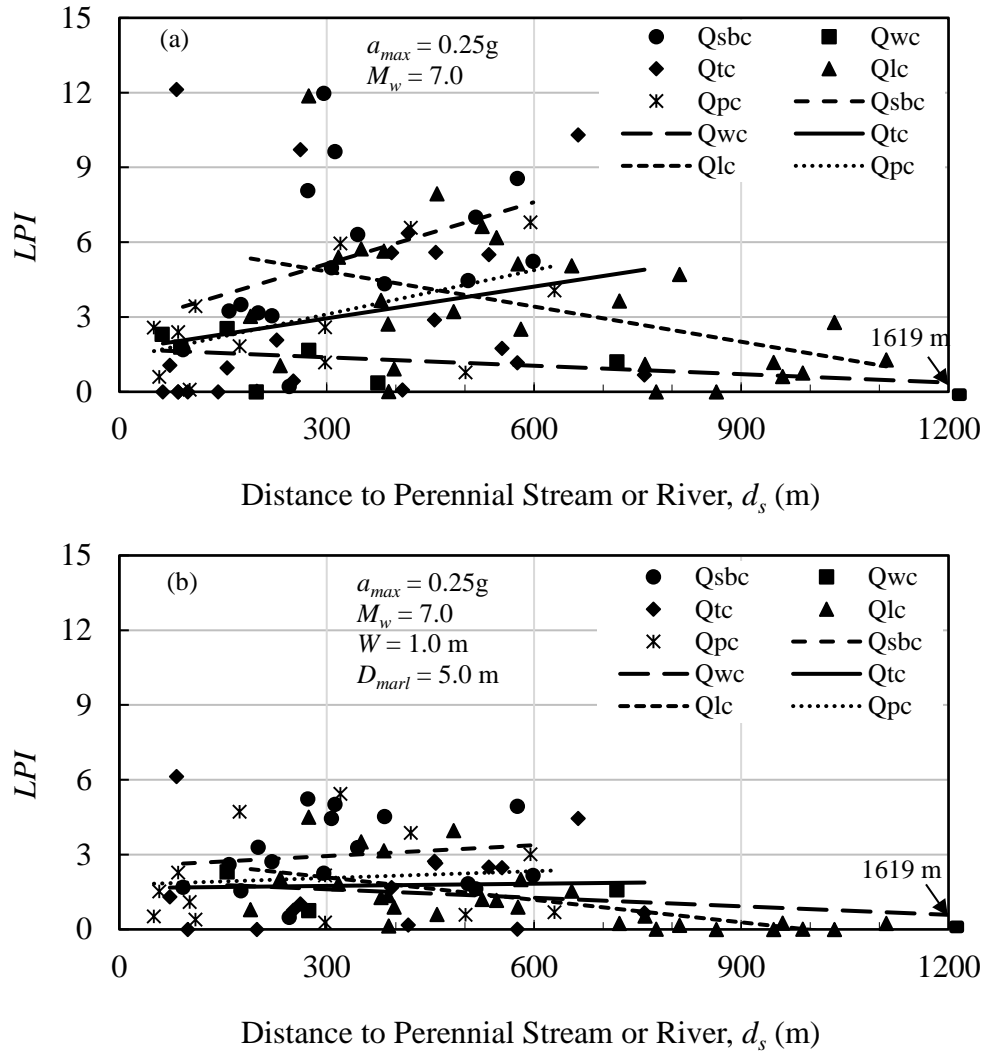 15
12
9
6
3
0
LPI
(a)
a_max = 0.25g
M_w = 7.0
Qsbc Qwc
Qtc Qlc
Qpc Qsbc
Qwc Qtc
Qlc Qpc
1619 m
0 300 600 900 1200
Distance to Perennial Stream or River, d_s (m)
15
12
9
6
3
0
LPI
(b)
a_max = 0.25g
M_w = 7.0
W = 1.0 m
D_marl = 5.0 m
Qsbc Qwc
Qtc Qlc
Qpc Qsbc
Qwc Qtc
Qlc Qpc
1619 m
0 300 600 900 1200
Distance to Perennial Stream or River, d_s (m)